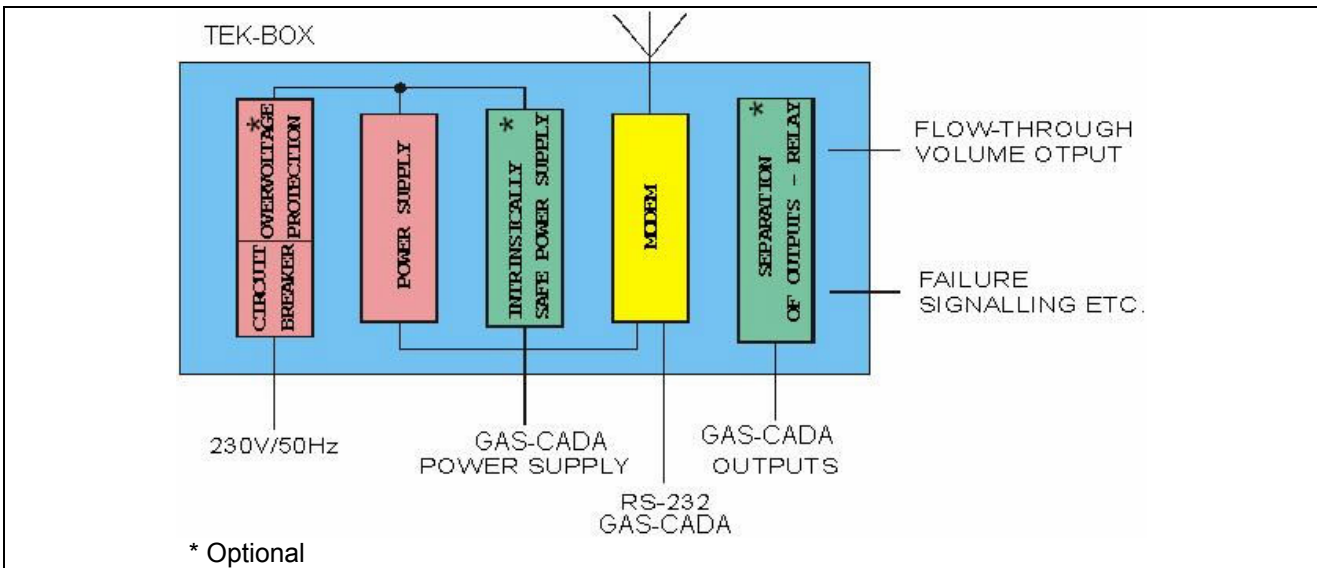 TEK-BOX
* OVERVOLTAGE
PROTECTION
CIRCUIT
BREAKER
POWER SUPPLY
* INTRINSICALLY
SAFE POWER SUPPLY
MODEM
* SEPARATION
OF OUTPUTS - RELAY
FLOW-THROUGH
VOLUME OTPUT
FAILURE
SIGNALLING ETC.
230V/50Hz
GAS-CADA
POWER SUPPLY
RS-232
GAS-CADA
GAS-CADA
OUTPUTS
* Optional